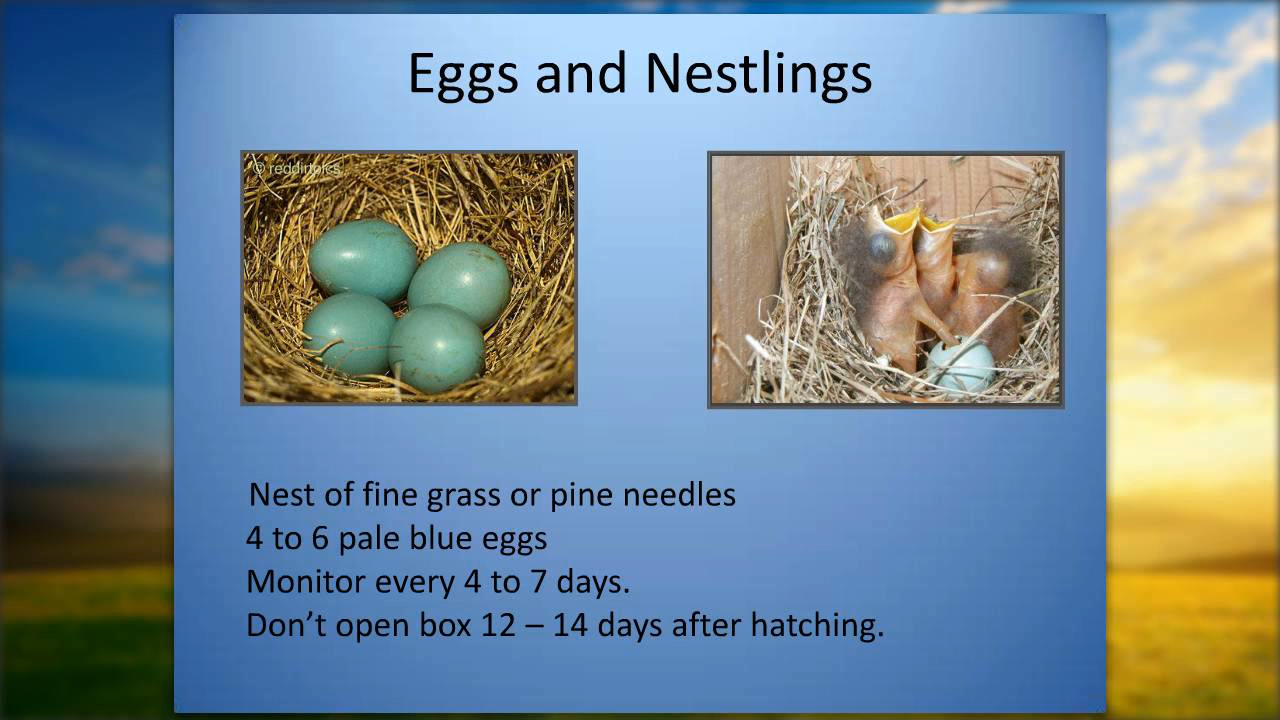 Eggs and Nestlings
© reddirtpics
Nest of fine grass or pine needles
4 to 6 pale blue eggs
Monitor every 4 to 7 days.
Don’t open box 12 – 14 days after hatching.